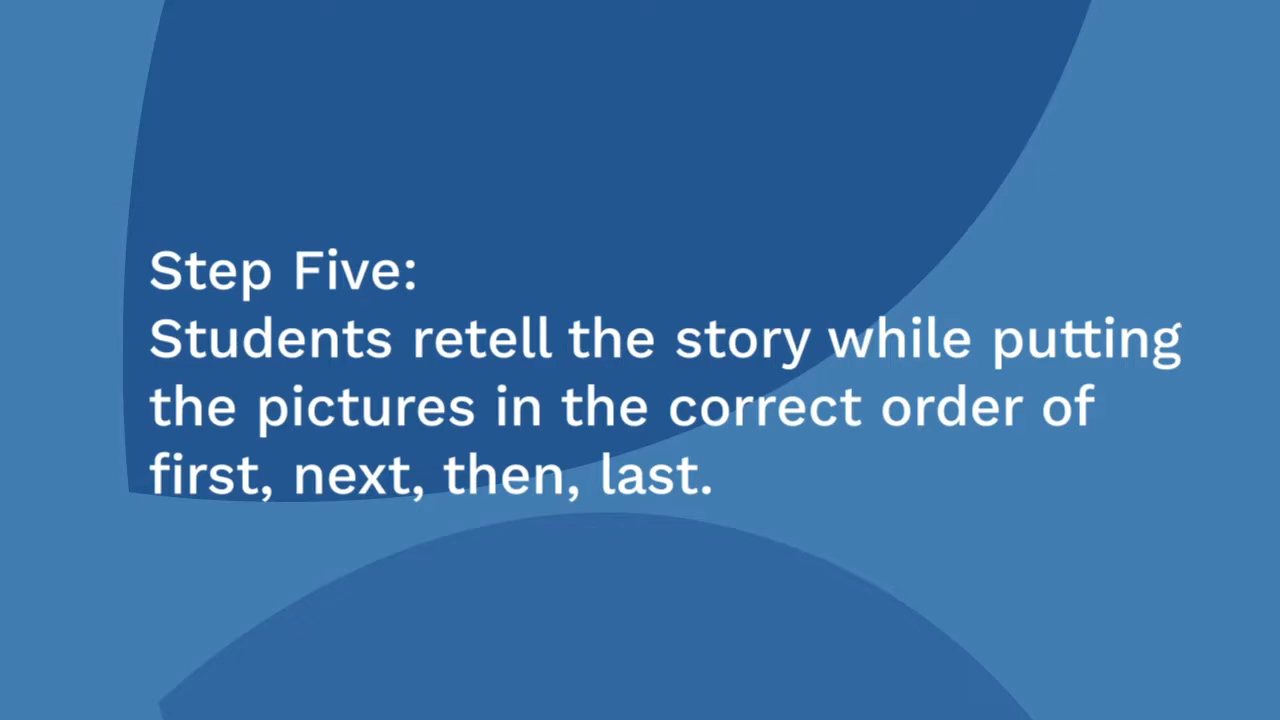 Step Five:
Students retell the story while putting
the pictures in the correct order of
first, next, then, last.